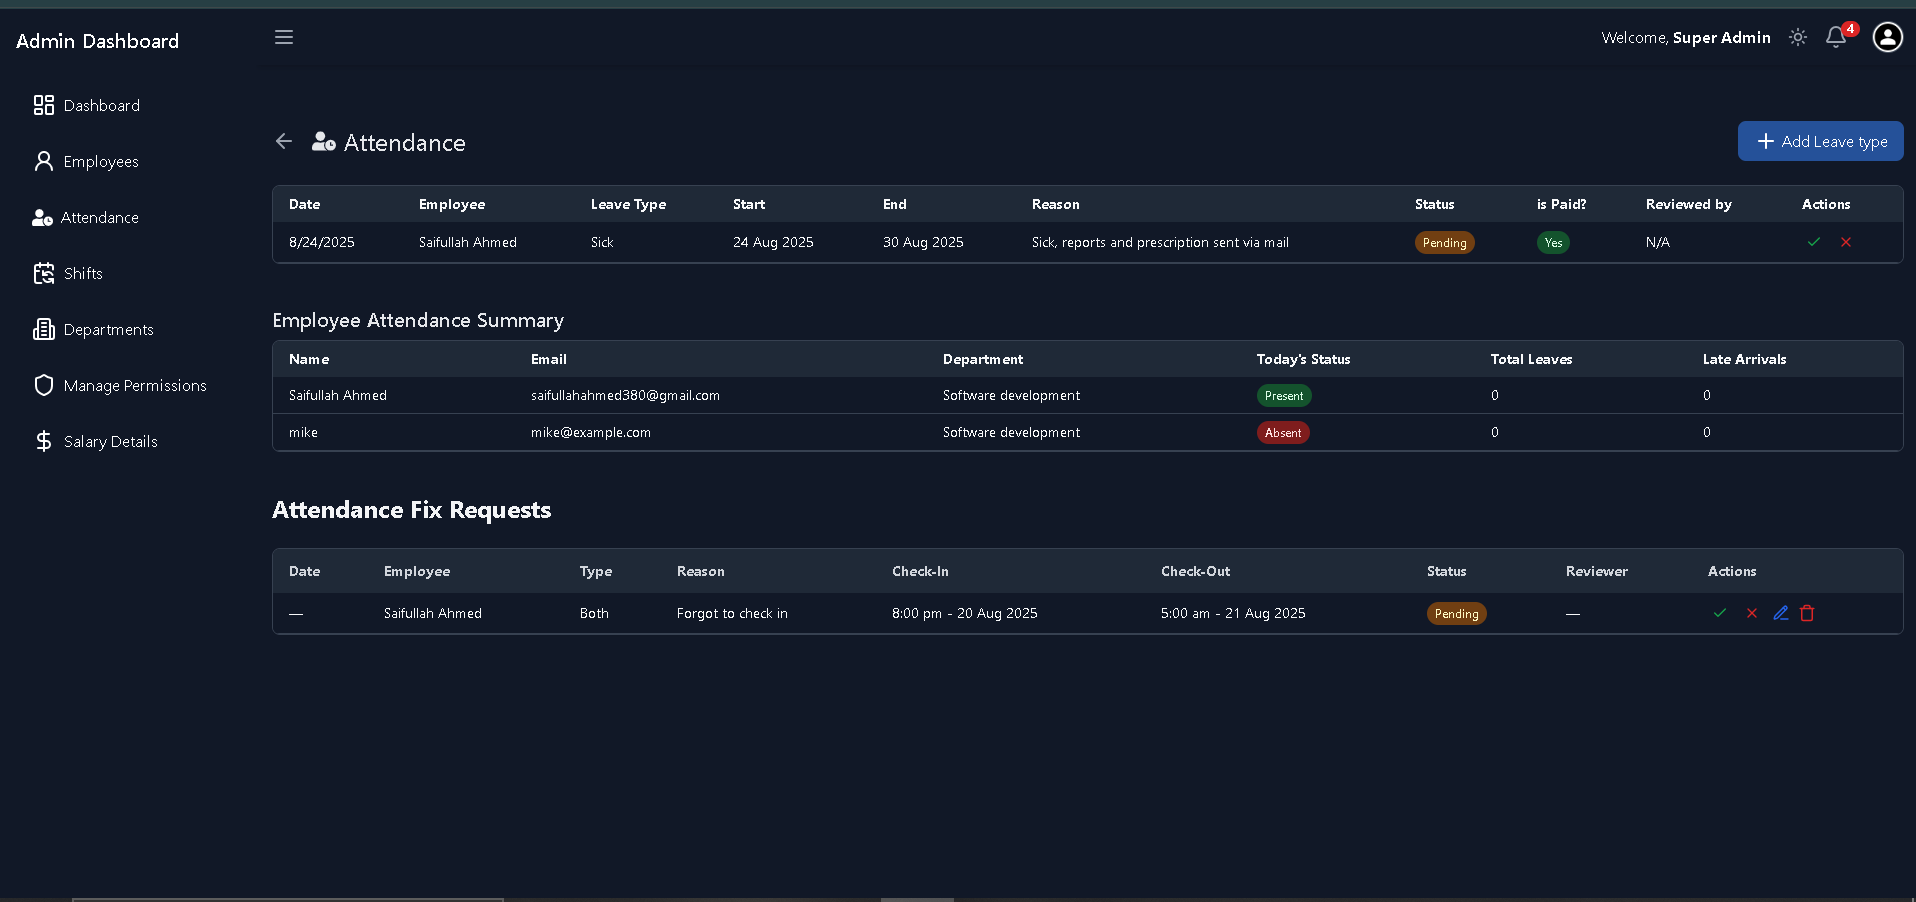 Admin Dashboard
Welcome, Super Admin
4
Dashboard
Employees
Attendance
Shifts
Departments
Manage Permissions
Salary Details
Attendance
Add Leave type
Date Employee Leave Type Start End Reason Status is Paid? Reviewed by Actions
8/24/2025 Saifullah Ahmed Sick 24 Aug 2025 30 Aug 2025 Sick, reports and prescription sent via mail Pending Yes N/A
Employee Attendance Summary
Name Email Department Today's Status Total Leaves Late Arrivals
Saifullah Ahmed saifullahahmed380@gmail.com Software development Present 0 0
mike mike@example.com Software development Absent 0 0
Attendance Fix Requests
Date Employee Type Reason Check-In Check-Out Status Reviewer Actions
— Saifullah Ahmed Both Forgot to check in 8:00 pm - 20 Aug 2025 5:00 am - 21 Aug 2025 Pending —